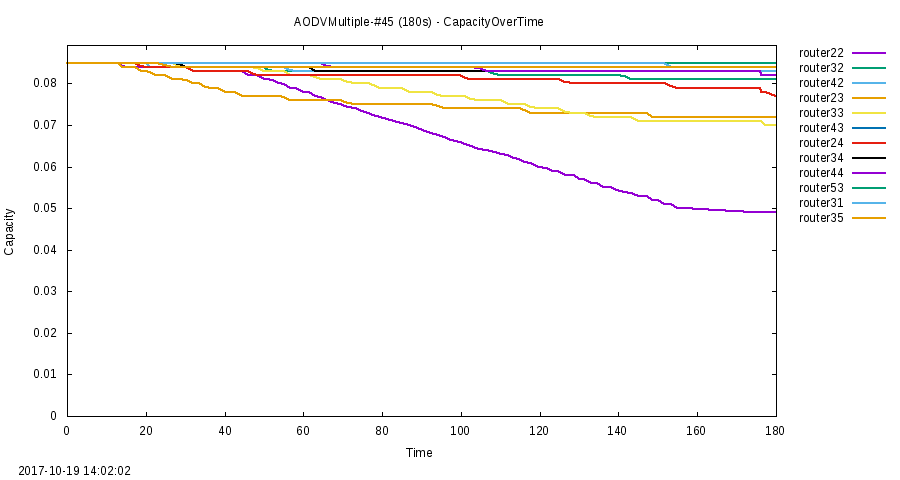 AODVMultiple-#45 (180s) - CapacityOverTime
router22
router32
router42
router23
router33
router43
router24
router34
router44
router53
router31
router35
0.08
0.07
0.06
0.05
0.04
0.03
0.02
0.01
0
Capacity
0 20 40 60 80 100 120 140 160 180
Time
2017-10-19 14:02:02